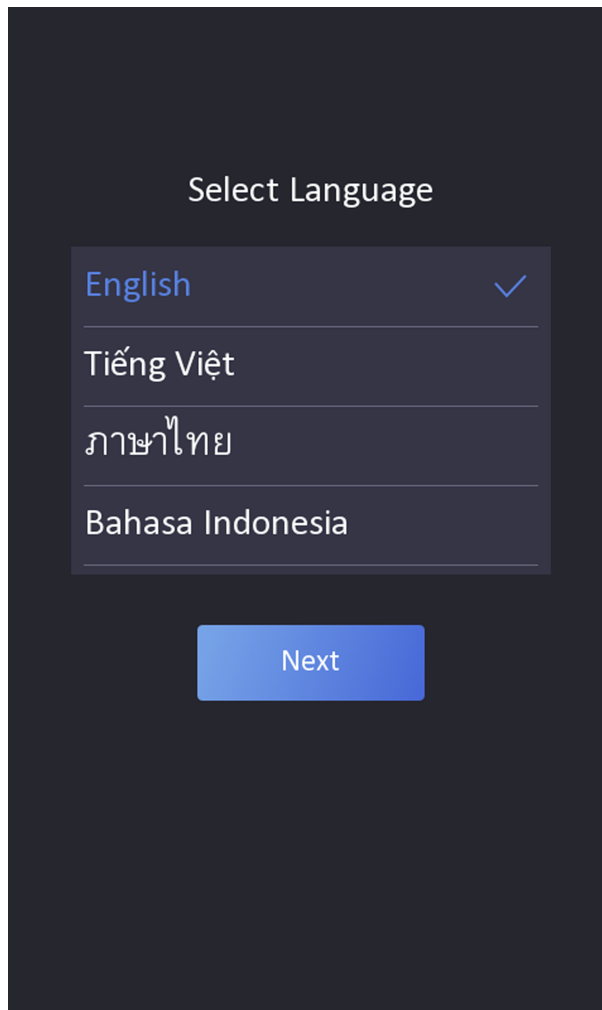 Select Language
English
Tiếng Việt
ภาษาไทย
Bahasa Indonesia
Next